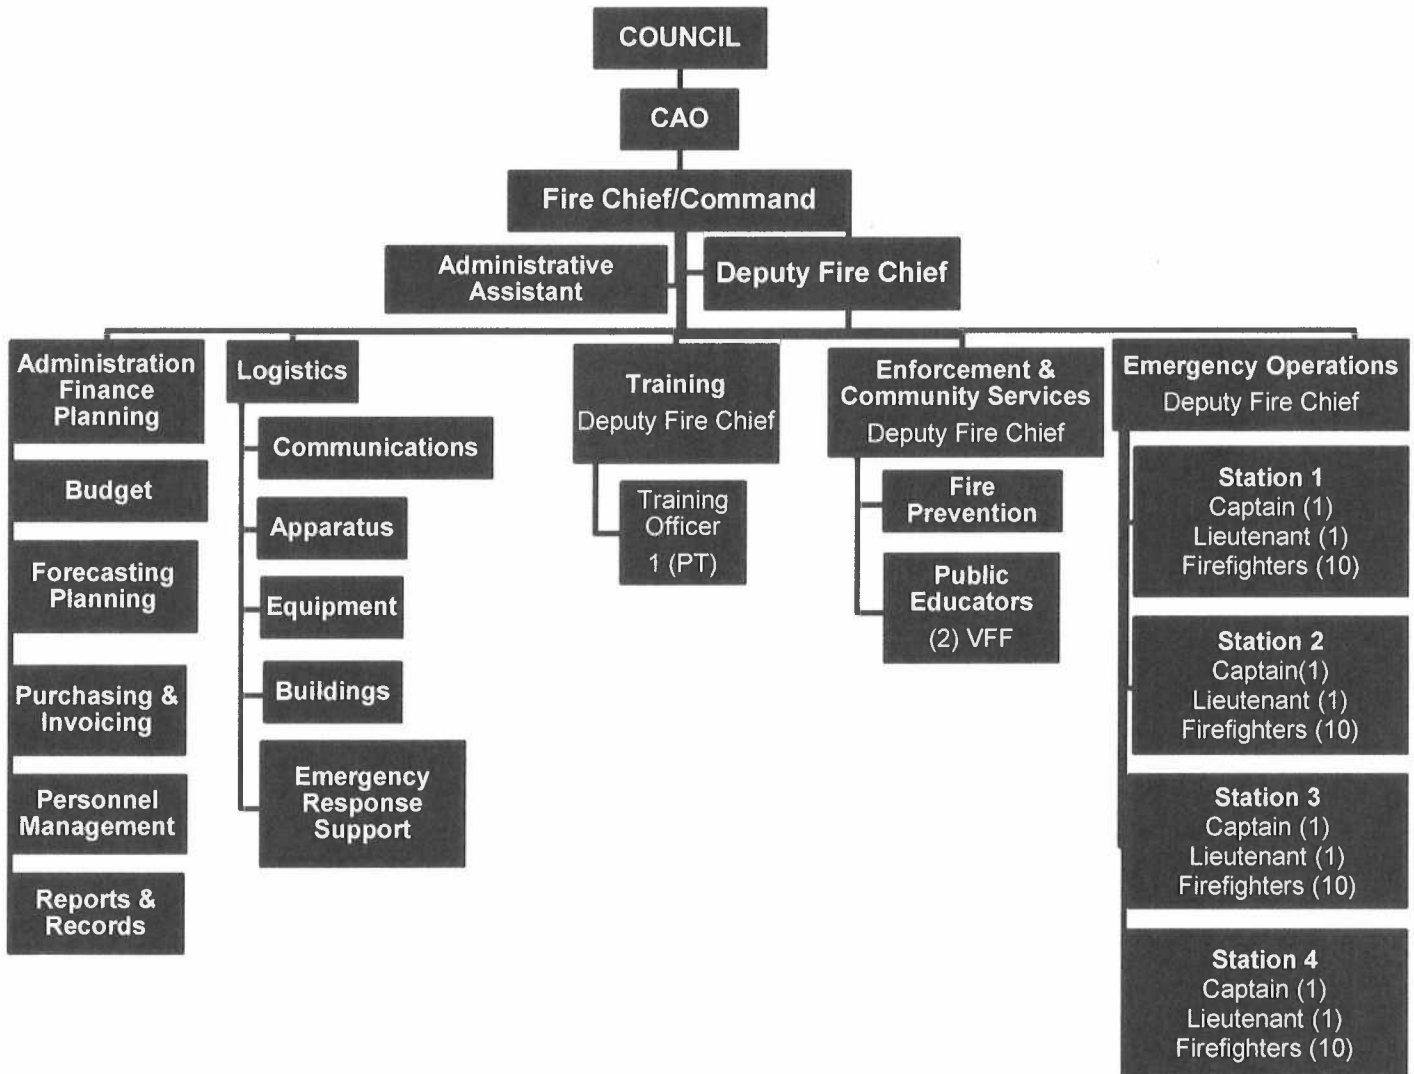 COUNCIL
CAO
Fire Chief/Command
Administrative
Assistant
Deputy Fire Chief
Administration
Finance
Planning
Budget
Forecasting
Planning
Purchasing &
Invoicing
Personnel
Management
Reports &
Records
Logistics
Communications
Apparatus
Equipment
Buildings
Emergency
Response
Support
Training
Deputy Fire Chief
Training
Officer
1 (PT)
Enforcement &
Community Services
Deputy Fire Chief
Fire
Prevention
Public
Educators
(2) VFF
Emergency Operations
Deputy Fire Chief
Station 1
Captain (1)
Lieutenant (1)
Firefighters (10)
Station 2
Captain(1)
Lieutenant (1)
Firefighters (10)
Station 3
Captain (1)
Lieutenant (1)
Firefighters (10)
Station 4
Captain (1)
Lieutenant (1)
Firefighters (10)